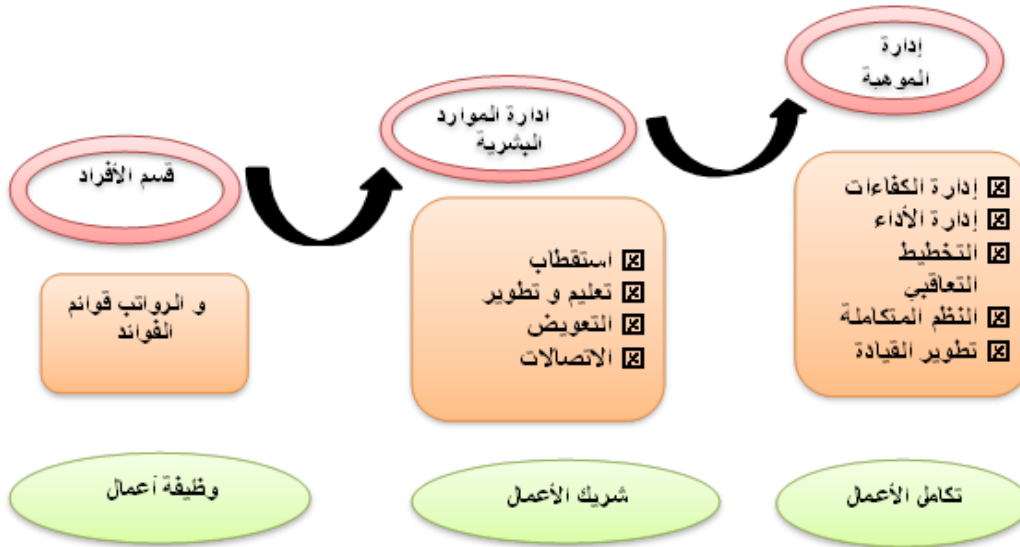 إدارة
الموهبة
ادارة الموارد
البشرية
قسم الأفراد
إدارة الكفاءات
إدارة الأداء
التخطيط
التعاقبي
النظم المتكاملة
تطوير القيادة
استقطاب
تعليم و تطوير
التعويض
الاتصالات
و الرواتب قوائم
الفوائد
تكامل الأعمال
شريك الأعمال
وظيفة أعمال